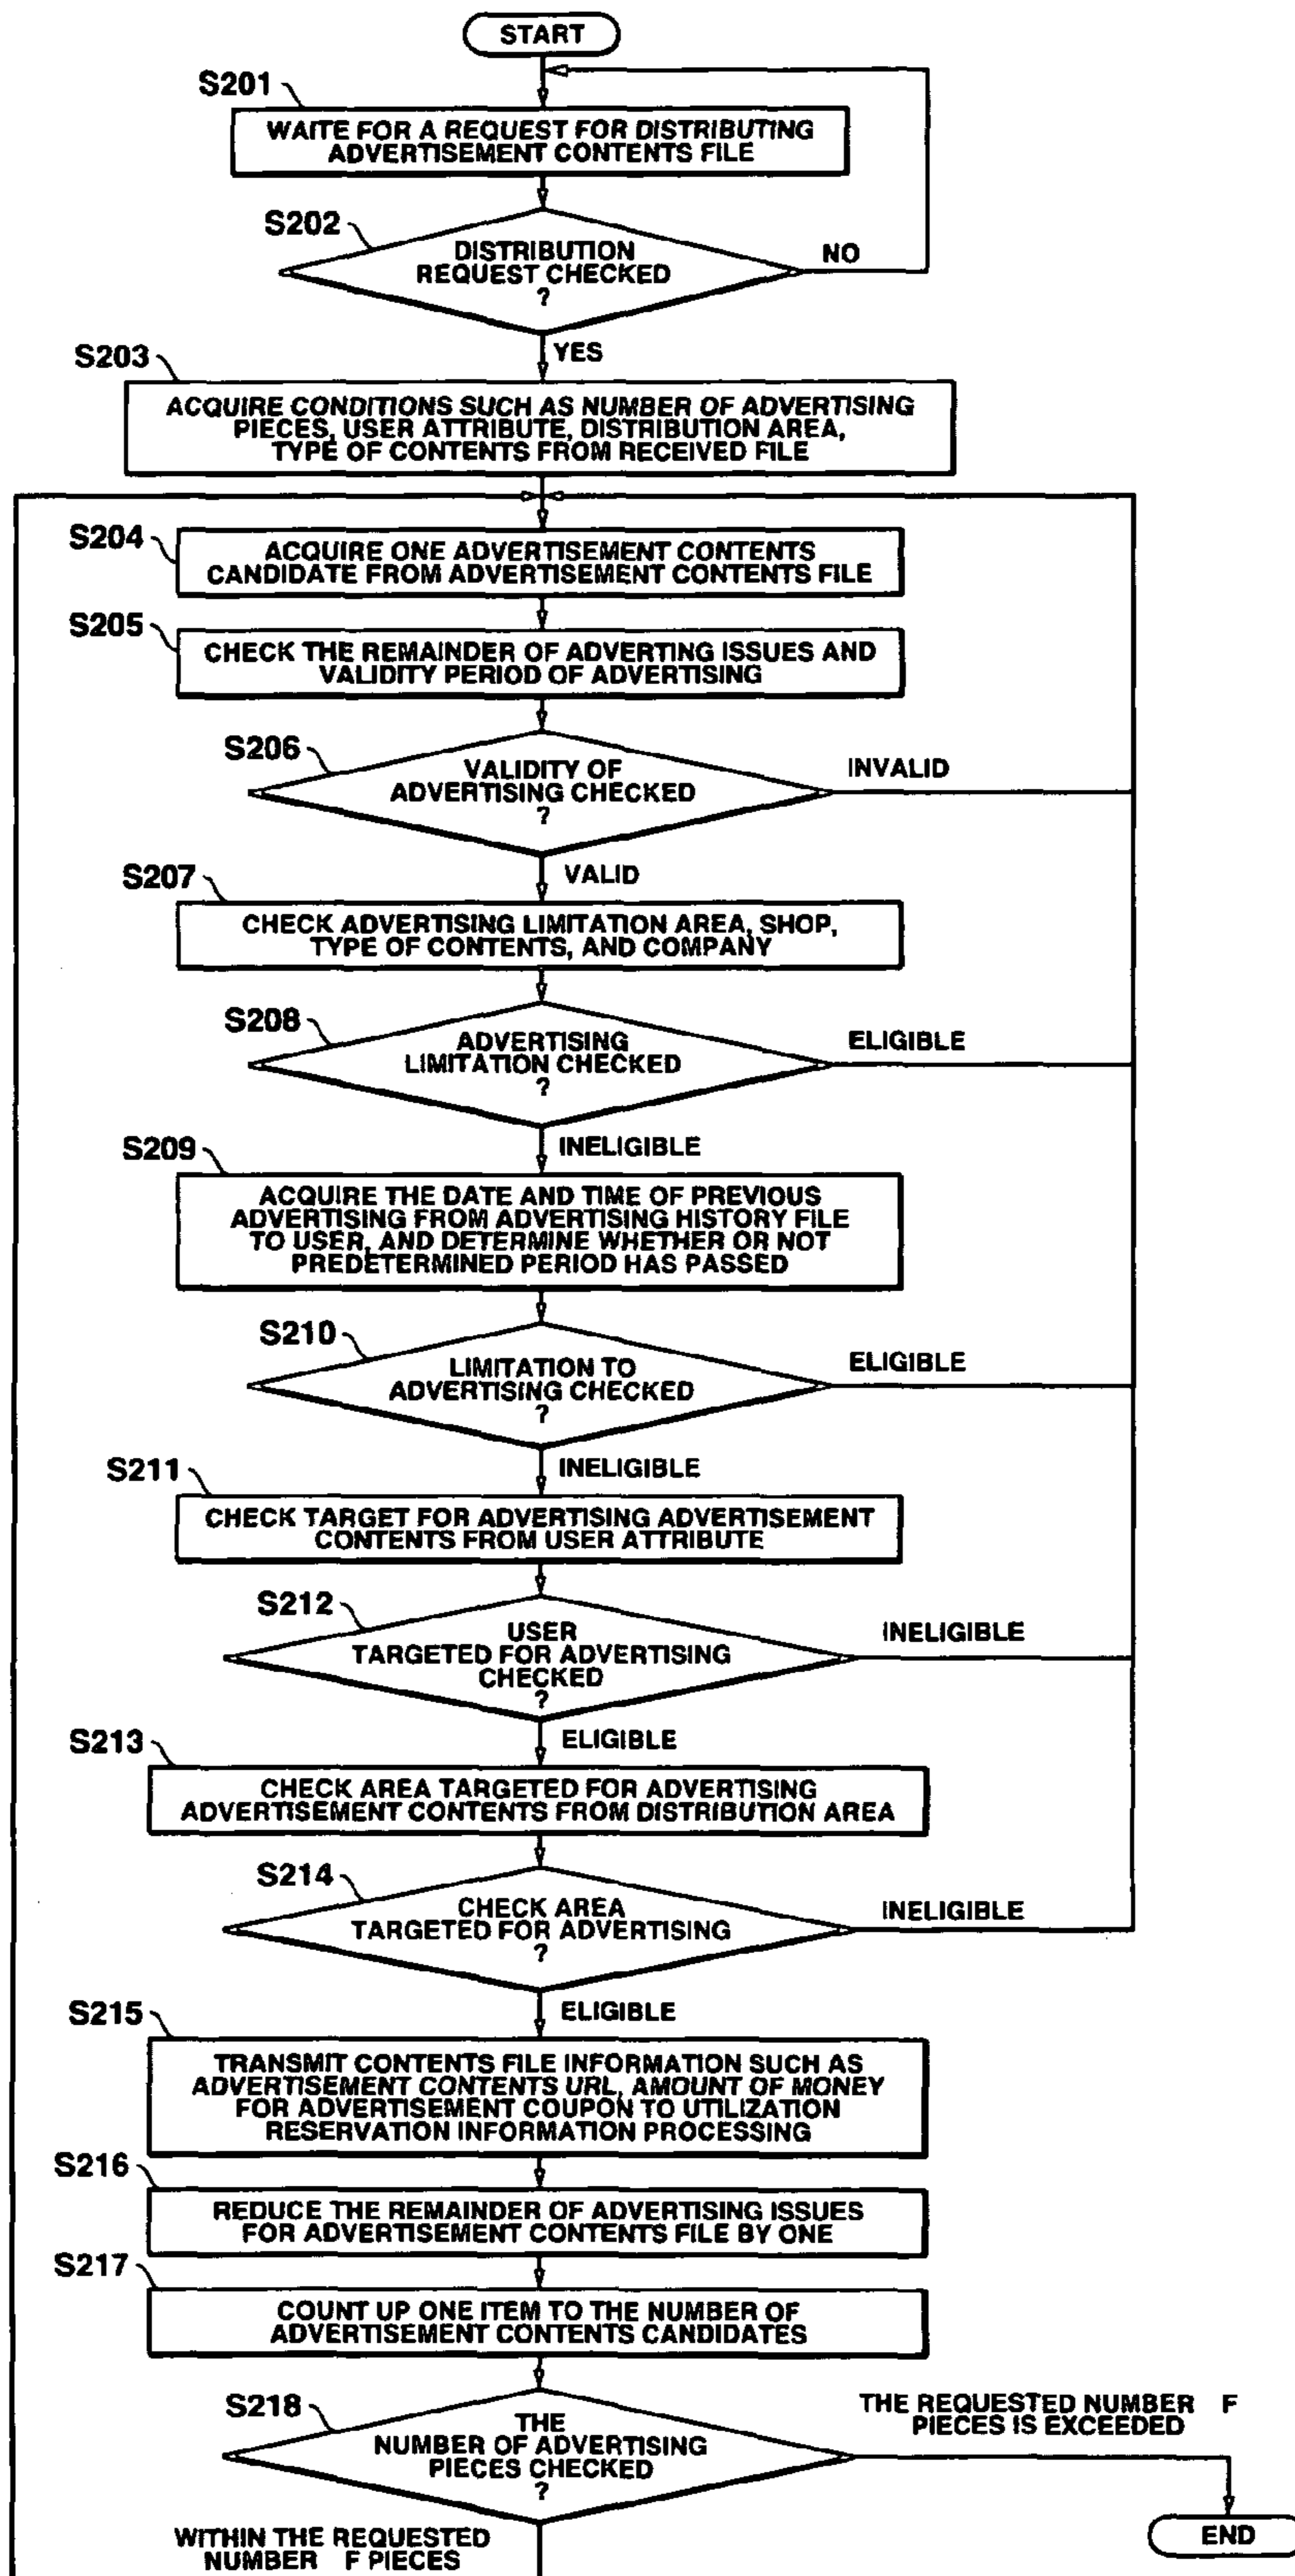 START
S201
WAITE FOR A REQUEST FOR DISTRIBUTING
ADVERTISEMENT CONTENTS FILE
S202
DISTRIBUTION
REQUEST CHECKED
?
NO
YES
S203
ACQUIRE CONDITIONS SUCH AS NUMBER OF ADVERTISING
PIECES, USER ATTRIBUTE, DISTRIBUTION AREA,
TYPE OF CONTENTS FROM RECEIVED FILE
S204
ACQUIRE ONE ADVERTISEMENT CONTENTS
CANDIDATE FROM ADVERTISEMENT CONTENTS FILE
S205
CHECK THE REMAINDER OF ADVERTING ISSUES AND
VALIDITY PERIOD OF ADVERTISING
S206
VALIDITY OF
ADVERTISING CHECKED
?
INVALID
VALID
S207
CHECK ADVERTISING LIMITATION AREA, SHOP,
TYPE OF CONTENTS, AND COMPANY
S208
ADVERTISING
LIMITATION CHECKED
?
ELIGIBLE
INELIGIBLE
S209
ACQUIRE THE DATE AND TIME OF PREVIOUS
ADVERTISING FROM ADVERTISING HISTORY FILE
TO USER, AND DETERMINE WHETHER OR NOT
PREDETERMINED PERIOD HAS PASSED
S210
LIMITATION TO
ADVERTISING CHECKED
?
ELIGIBLE
INELIGIBLE
S211
CHECK TARGET FOR ADVERTISING ADVERTISEMENT
CONTENTS FROM USER ATTRIBUTE
S212
USER
TARGETED FOR ADVERTISING
CHECKED
?
INELIGIBLE
ELIGIBLE
S213
CHECK AREA TARGETED FOR ADVERTISING
ADVERTISEMENT CONTENTS FROM DISTRIBUTION AREA
S214
CHECK AREA
TARGETED FOR ADVERTISING
?
INELIGIBLE
ELIGIBLE
S215
TRANSMIT CONTENTS FILE INFORMATION SUCH AS
ADVERTISEMENT CONTENTS URL, AMOUNT OF MONEY
FOR ADVERTISEMENT COUPON TO UTILIZATION
RESERVATION INFORMATION PROCESSING
S216
REDUCE THE REMAINDER OF ADVERTISING ISSUES
FOR ADVERTISEMENT CONTENTS FILE BY ONE
S217
COUNT UP ONE ITEM TO THE NUMBER OF
ADVERTISEMENT CONTENTS CANDIDATES
S218
THE
NUMBER OF ADVERTISING
PIECES CHECKED
?
THE REQUESTED NUMBER F
PIECES IS EXCEEDED
END
WITHIN THE REQUESTED
NUMBER F PIECES